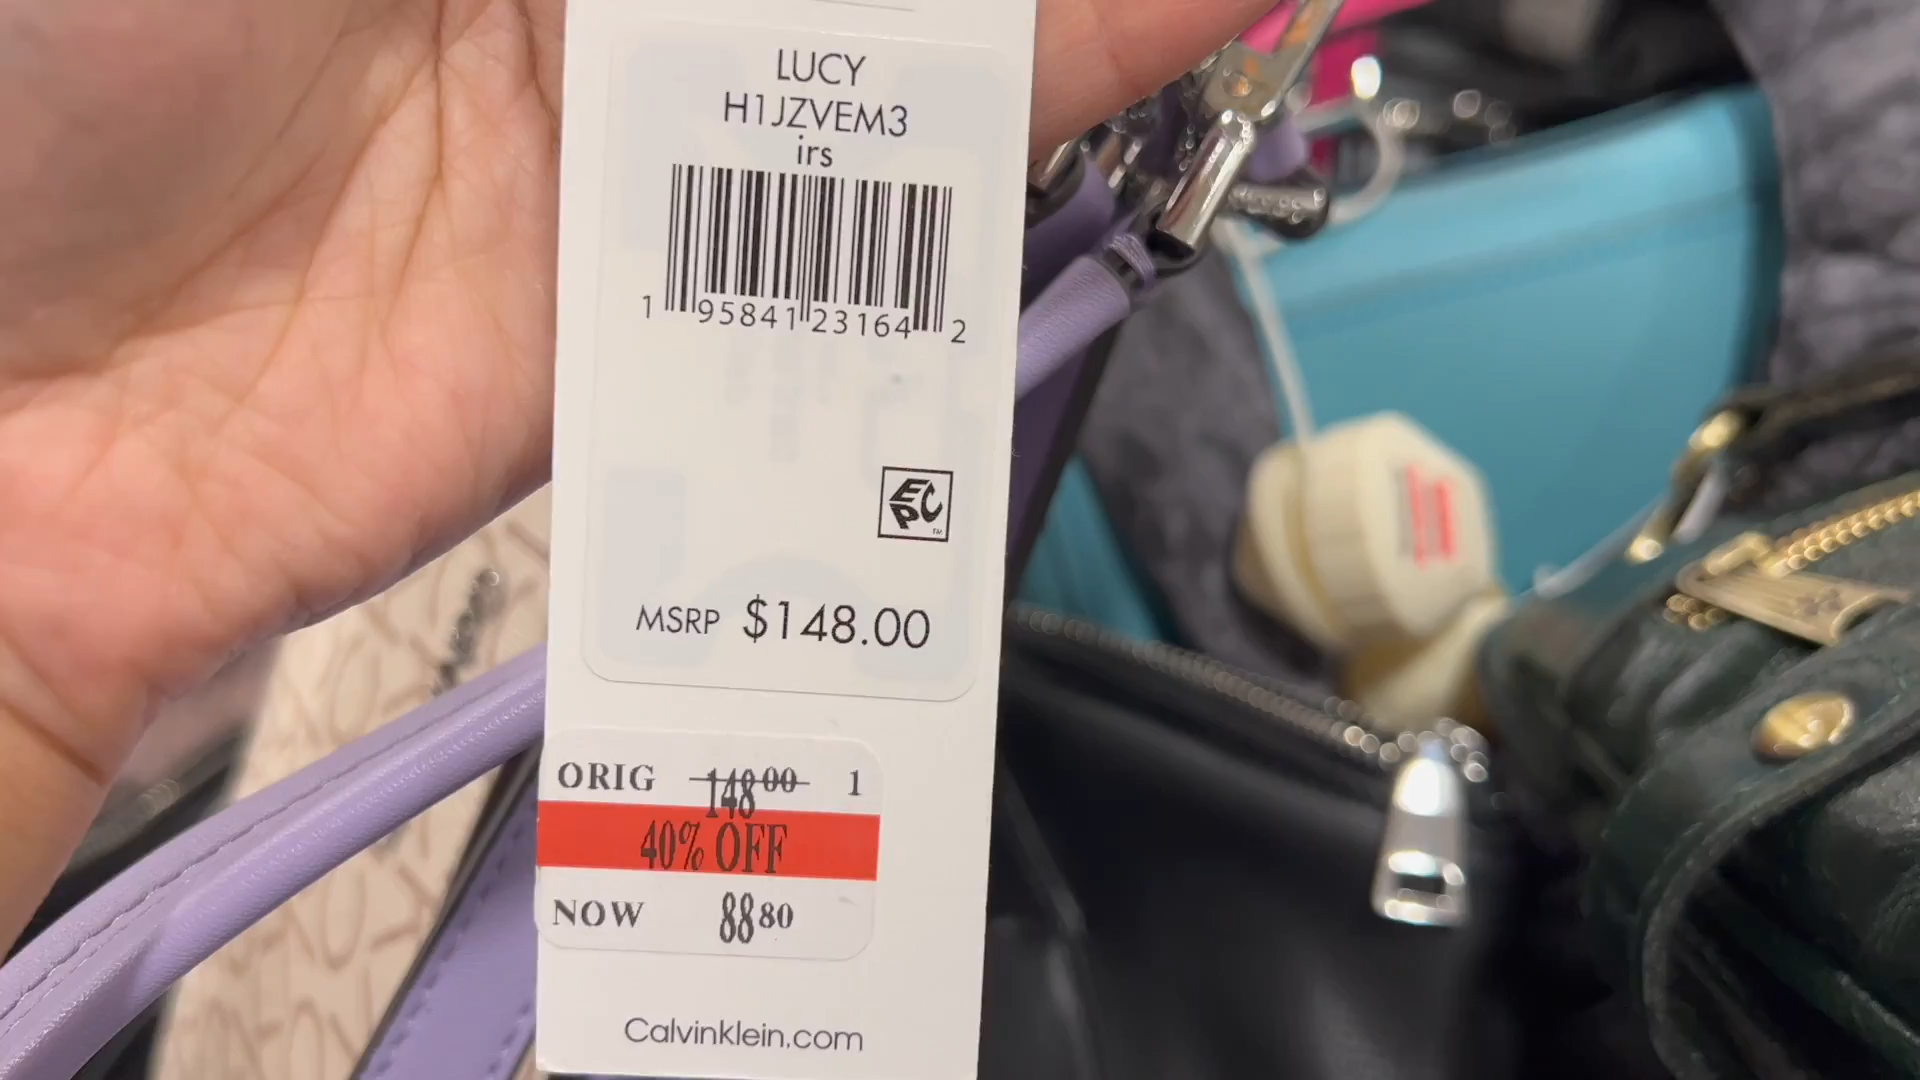 LUCY
H1JZVEM3
irs
1 95841 23164 2
EPC
™
MSRP $148.00
ORIG 148 00 1
40% OFF
NOW 88 80
Calvinklein.com